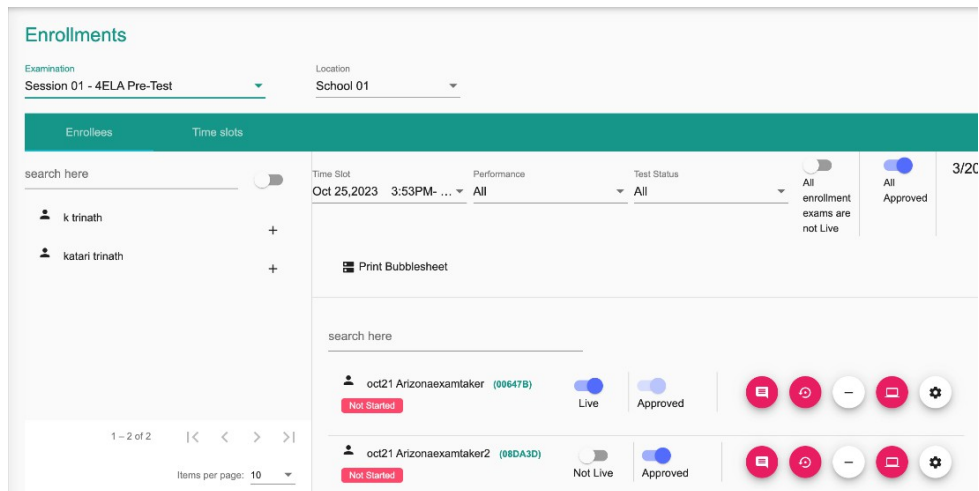 Enrollments
Examination
Session 01 - 4ELA Pre-Test
Location
School 01
Enrollees
Time slots
search here
k trinath
+
katari trinath
+
1 – 2 of 2
Items per page: 10
Time Slot
Oct 25,2023 3:53PM- ...
Performance
All
Test Status
All
All
enrollment
exams are
not Live
All
Approved
3/20
Print Bubblesheet
search here
oct21 Arizonaexamtaker (00647B)
Not Started
Live
Approved
oct21 Arizonaexamtaker2 (08DA3D)
Not Started
Not Live
Approved